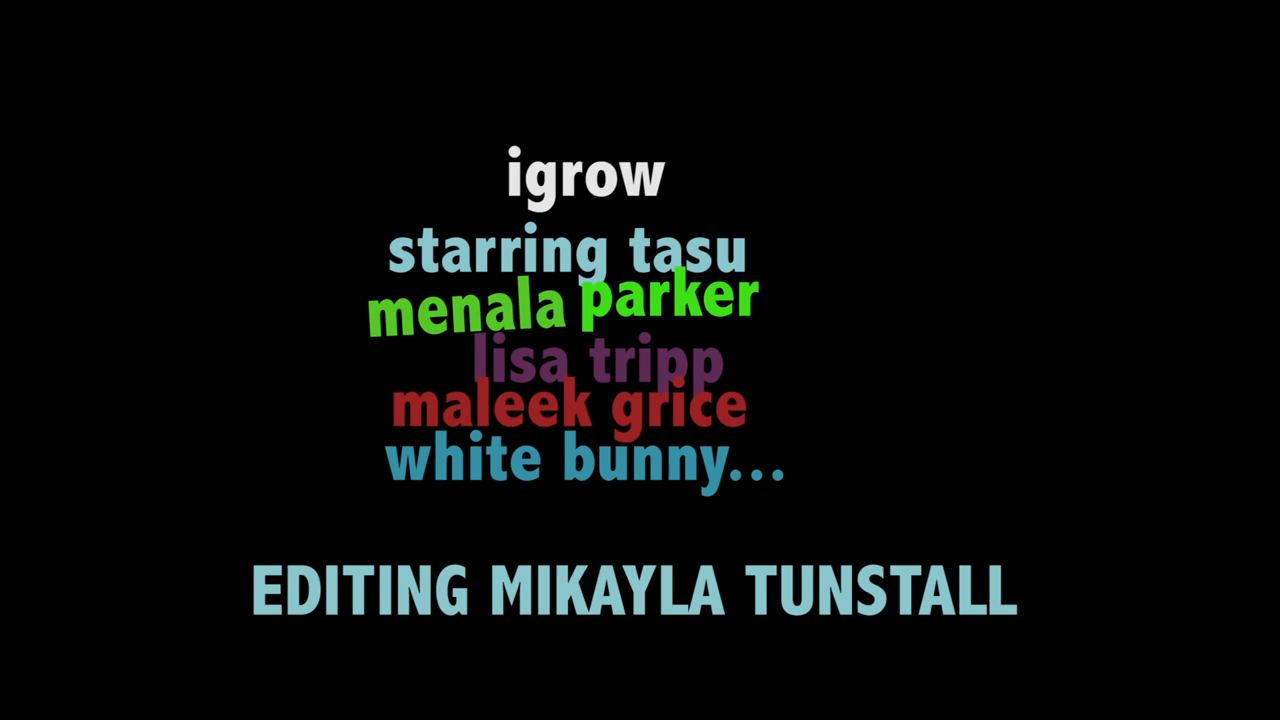 igrow
starring tasu
menala parker
lisa tripp
maleek grice
white bunny...
EDITING MIKAYLA TUNSTALL